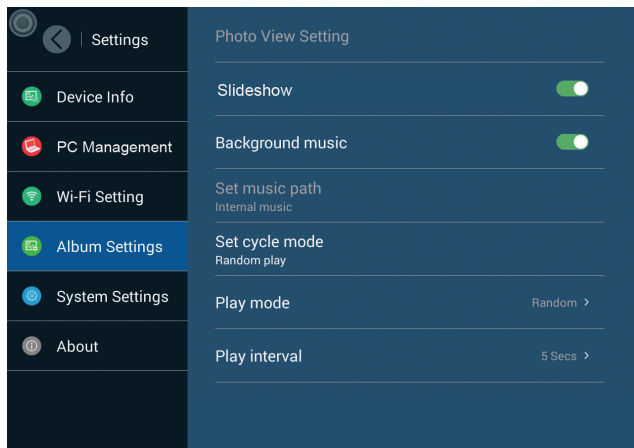 Settings
Device Info
PC Management
Wi-Fi Setting
Album Settings
System Settings
About
Photo View Setting
Slideshow
Background music
Set music path
Internal music
Set cycle mode
Random play
Play mode
Random >
Play interval
5 Secs >